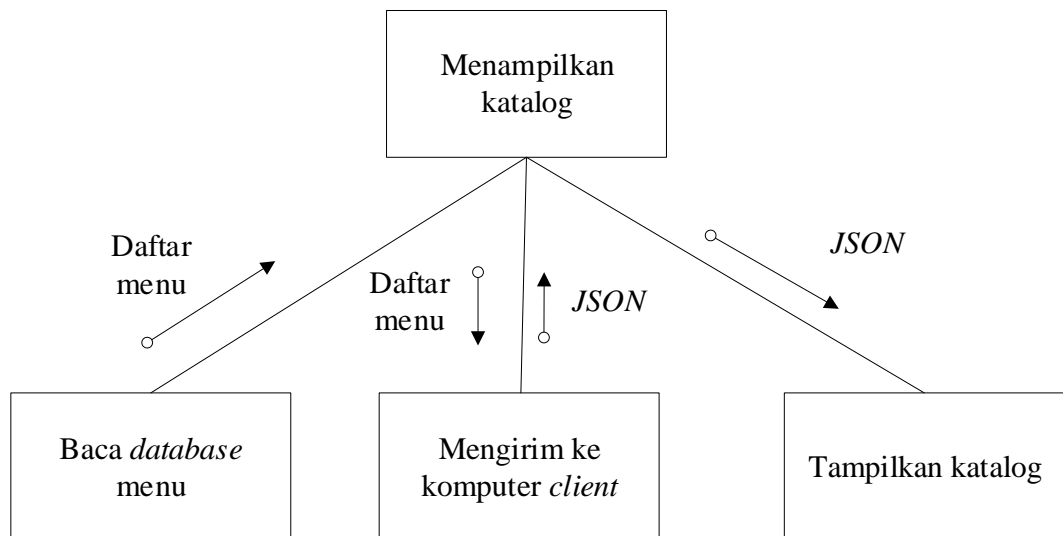 Menampilkan
katalog
Daftar
menu
Daftar
menu
JSON
JSON
Baca database
menu
Mengirim ke
komputer client
Tampilkan katalog